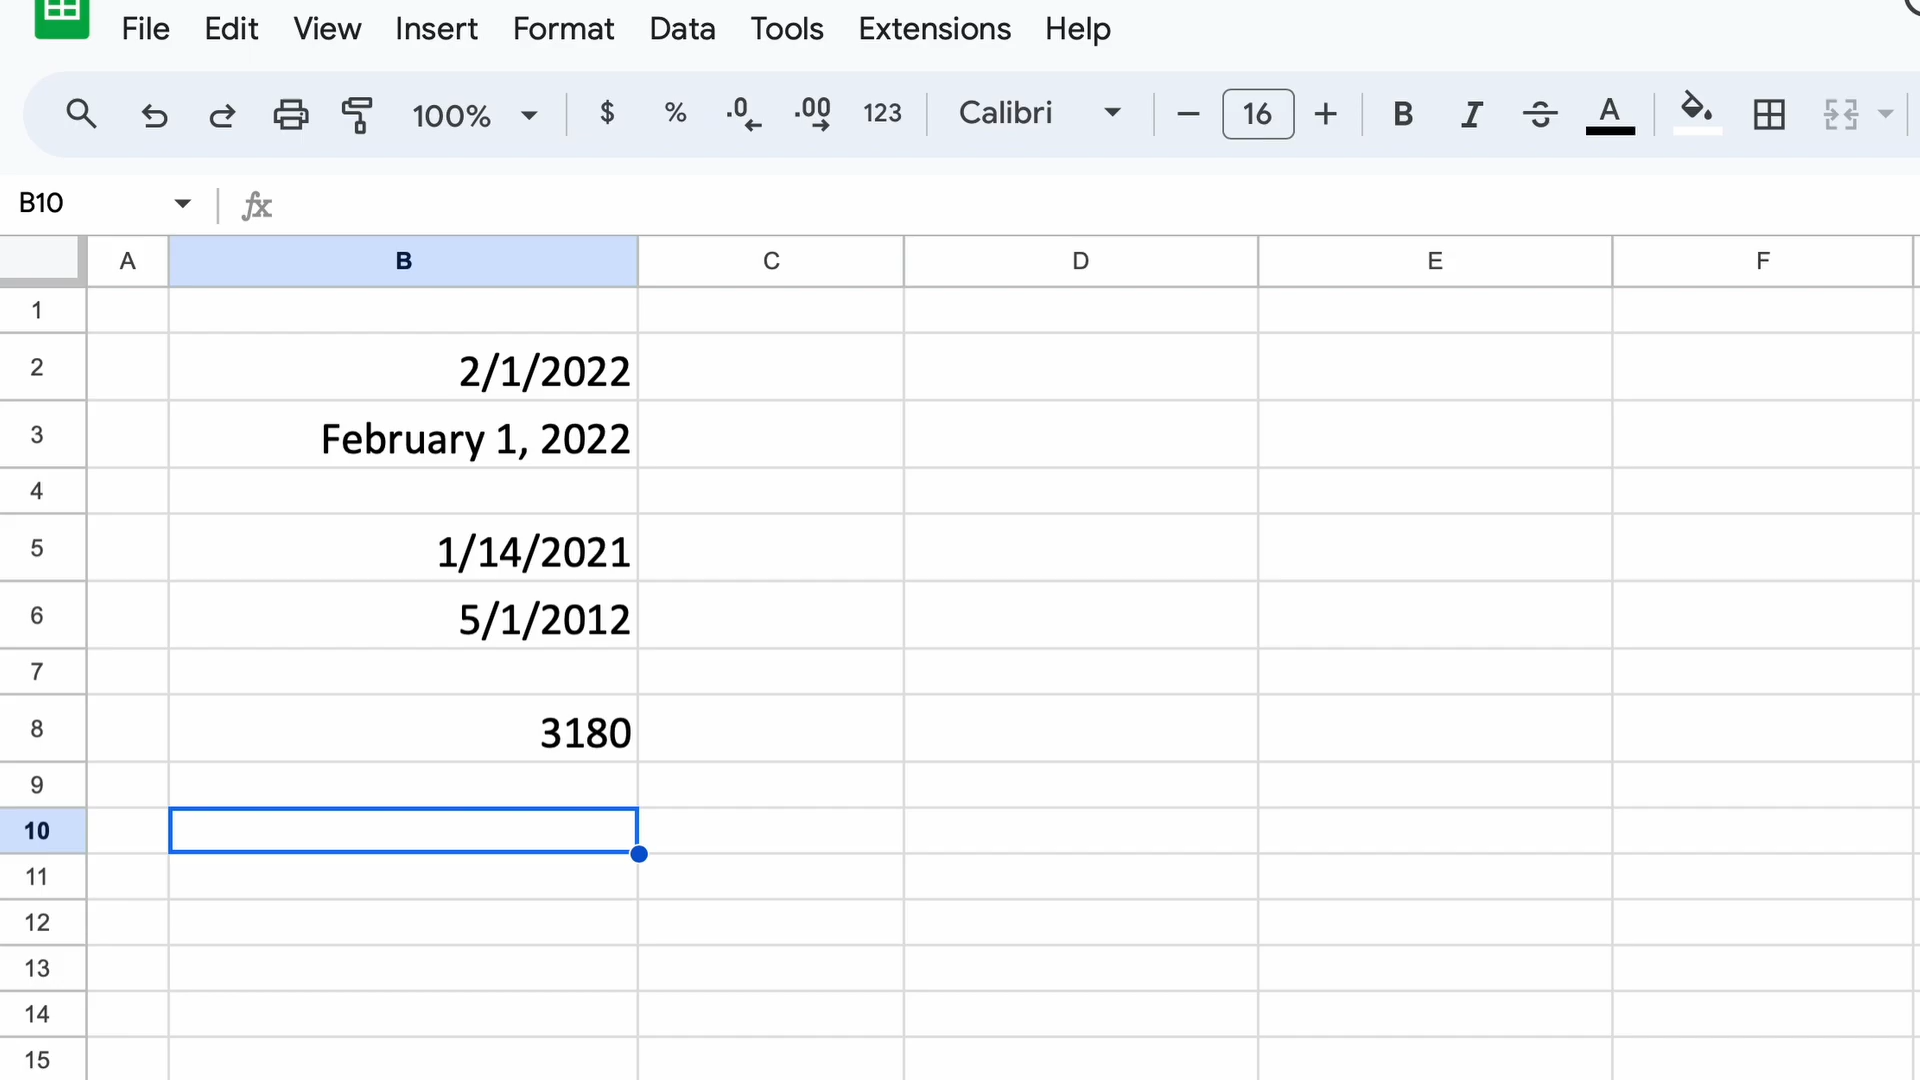 File Edit View Insert Format Data Tools Extensions Help
100% $ % .0 .00 123 Calibri 16 B I A
B10 fx
A B C D E F
1
2 2/1/2022
3 February 1, 2022
4
5 1/14/2021
6 5/1/2012
7
8 3180
9
10
11
12
13
14
15